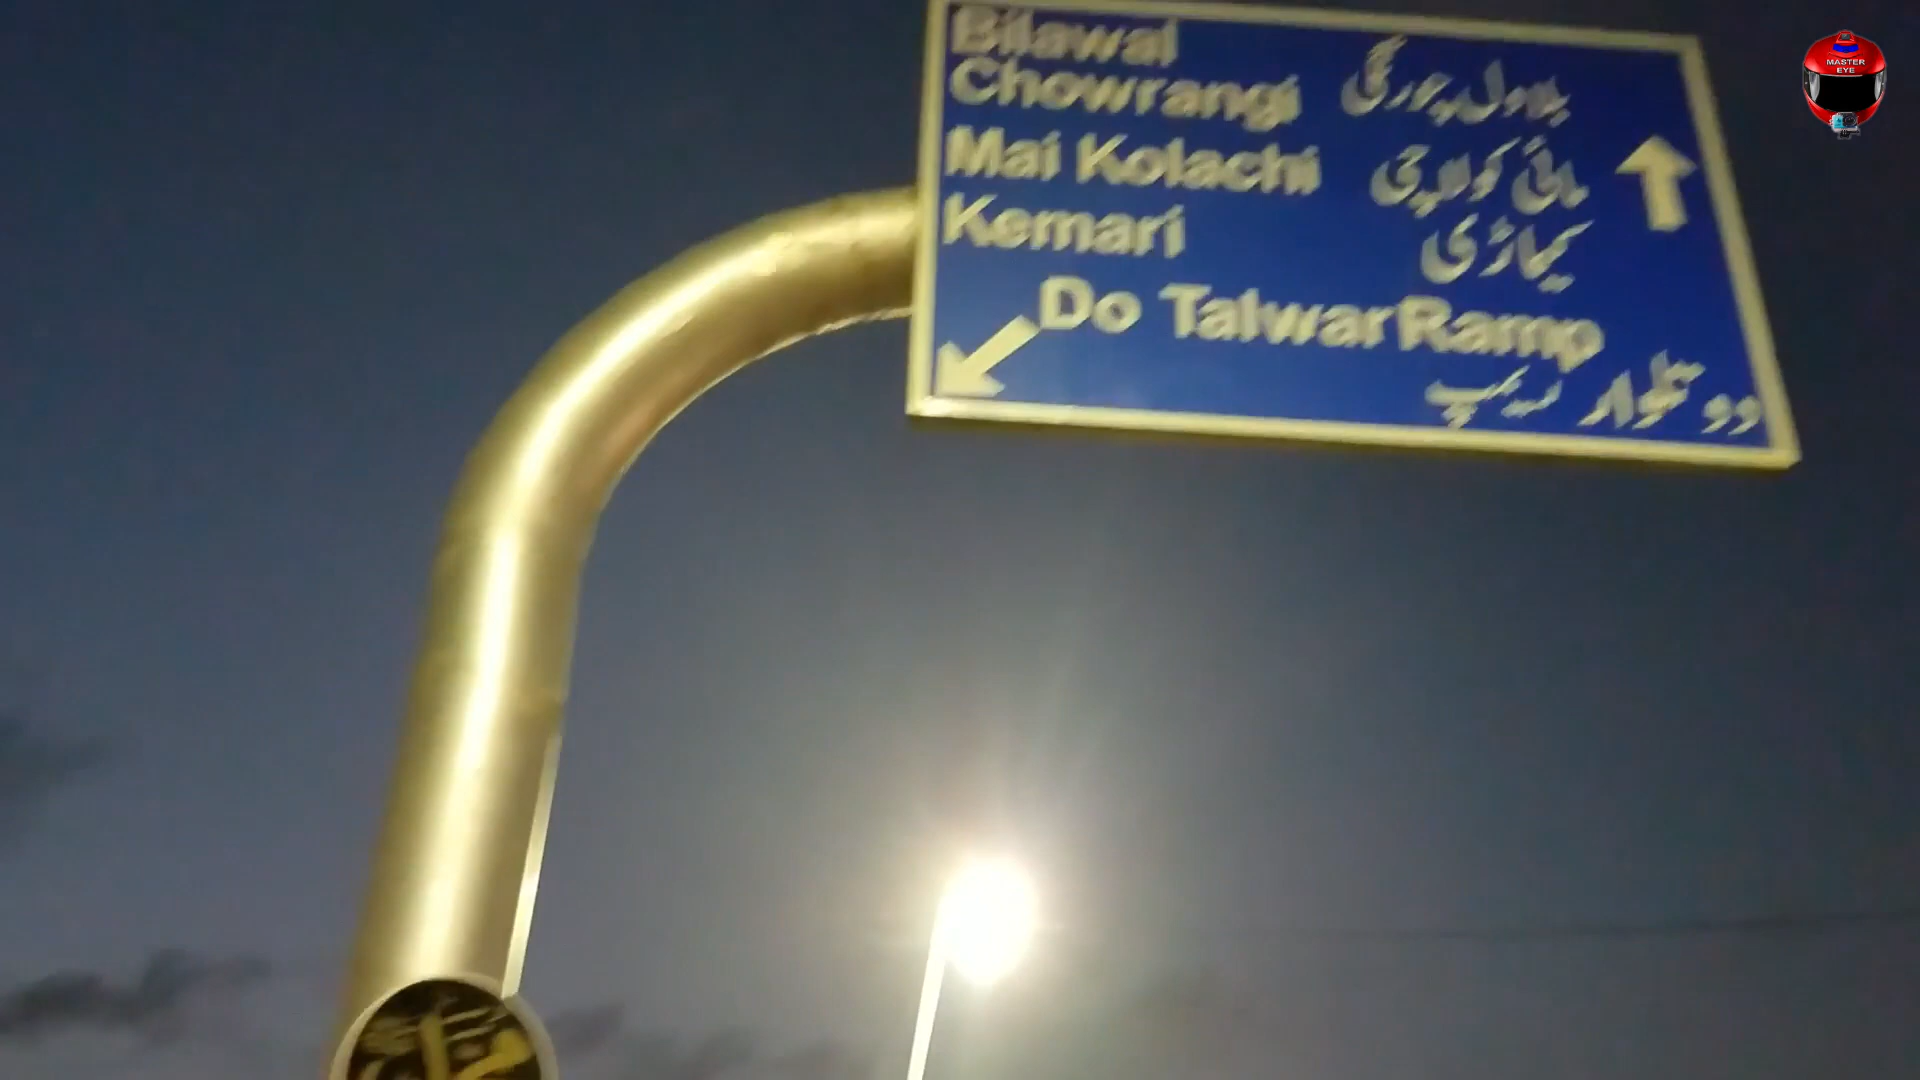 Bilawal
Chowrangi
بلاول چورنگی
Mai Kolachi
مائی کولاچی
Kemari
کیماڑی
Do Talwar Ramp
دو تلوار ریمپ
MASTER
EYE